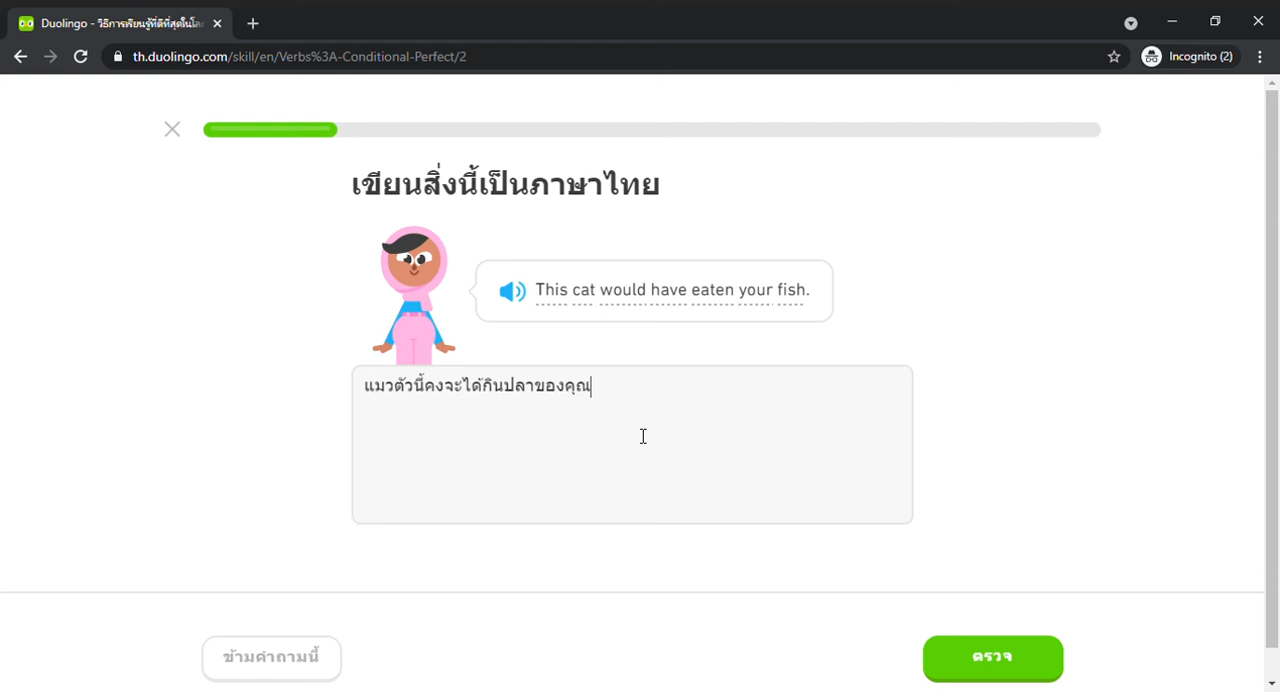 Duolingo - วิธีการเรียนรู้ที่ดีที่สุดในโล
th.duolingo.com/skill/en/Verbs%3A-Conditional-Perfect/2
Incognito (2)
เขียนสิ่งนี้เป็นภาษาไทย
This cat would have eaten your fish.
แมวตัวนี้คงจะได้กินปลาของคุณ
ข้ามคำถามนี้
ตรวจ